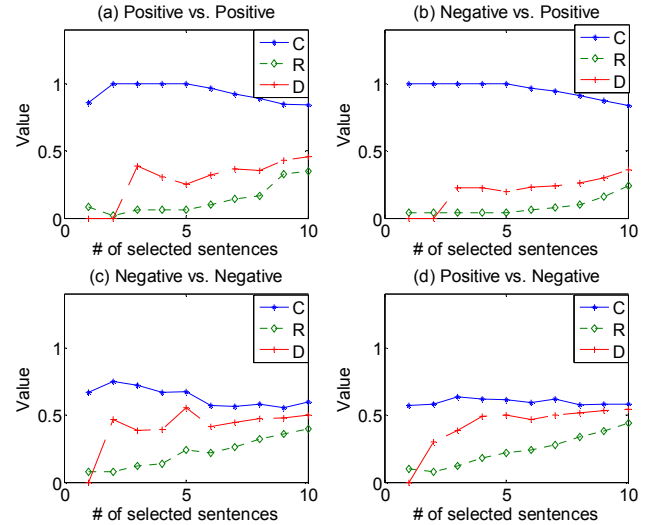 (a) Positive vs. Positive
C
R
D
1
0.5
0
Value
0
5
10
# of selected sentences
(b) Negative vs. Positive
C
R
D
1
0.5
0
Value
0
5
10
# of selected sentences
(c) Negative vs. Negative
C
R
D
1
0.5
0
Value
0
5
10
# of selected sentences
(d) Positive vs. Negative
C
R
D
1
0.5
0
Value
0
5
10
# of selected sentences